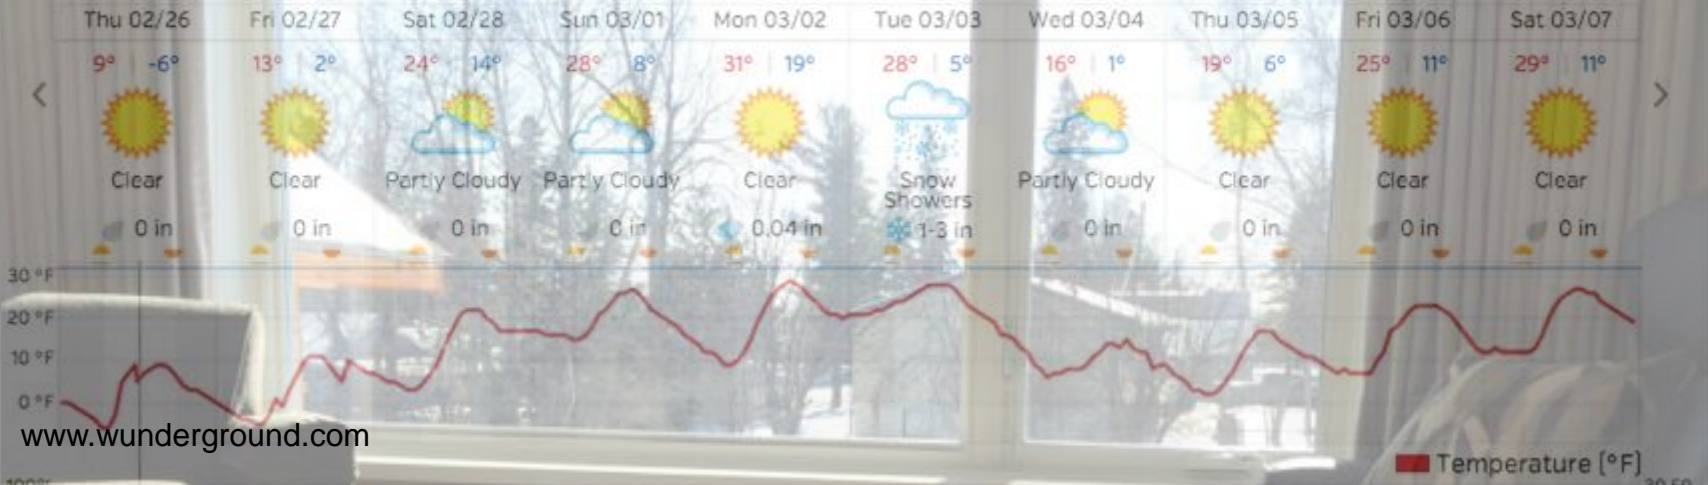 Thu 02/26 Fri 02/27 Sat 02/28 Sun 03/01 Mon 03/02 Tue 03/03 Wed 03/04 Thu 03/05 Fri 03/06 Sat 03/07
9° | -6° 13° | 2° 24° | 14° 28° | 8° 31° | 19° 28° | 5° 16° | 1° 19° | 6° 25° | 11° 29° | 11°
Clear Clear Partly Cloudy Partly Cloudy Clear Snow Partly Cloudy Clear Clear Clear
Showers
0 in 0 in 0 in 0 in 0.04 in 1-3 in 0 in 0 in 0 in 0 in
30 °F
20 °F
10 °F
0 °F
www.wunderground.com
Temperature (°F)